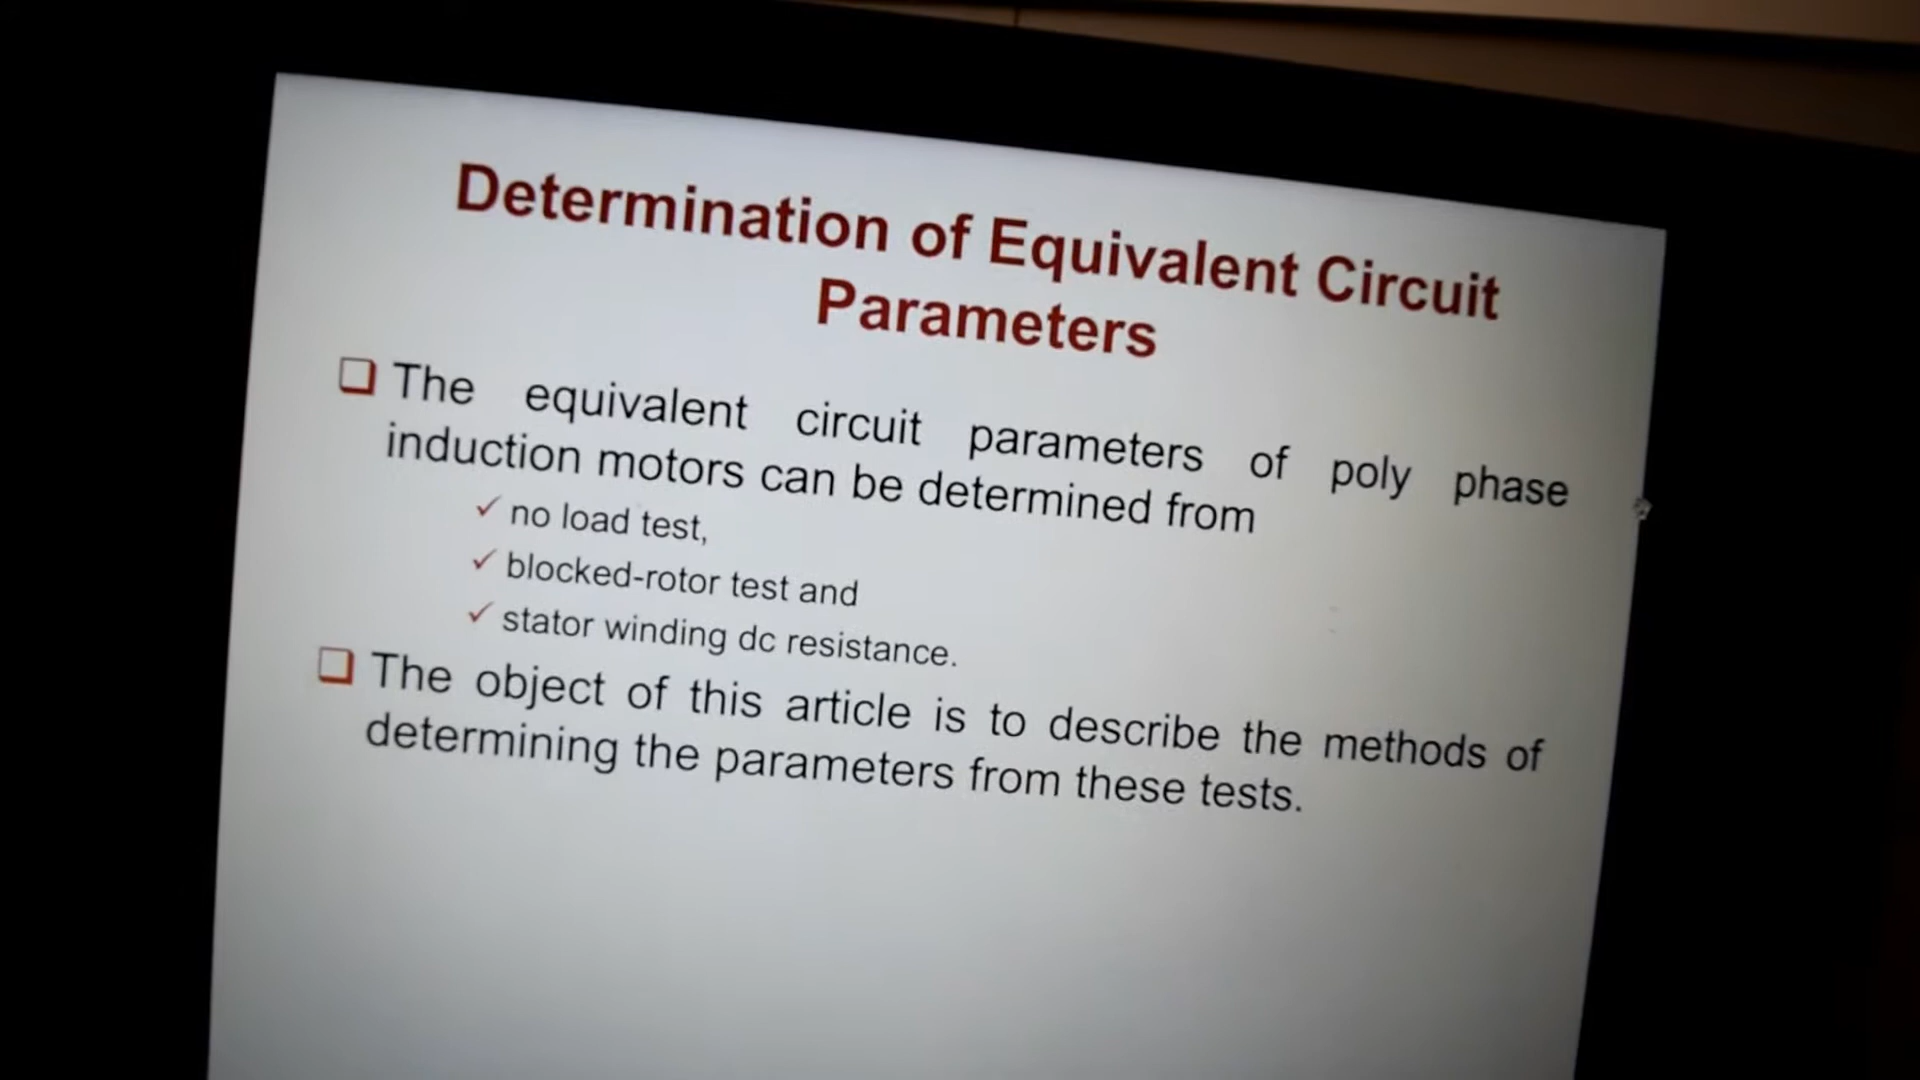 Determination of Equivalent Circuit
Parameters
❑ The equivalent circuit parameters of poly phase
induction motors can be determined from
✓ no load test,
✓ blocked-rotor test and
✓ stator winding dc resistance.
❑ The object of this article is to describe the methods of
determining the parameters from these tests.